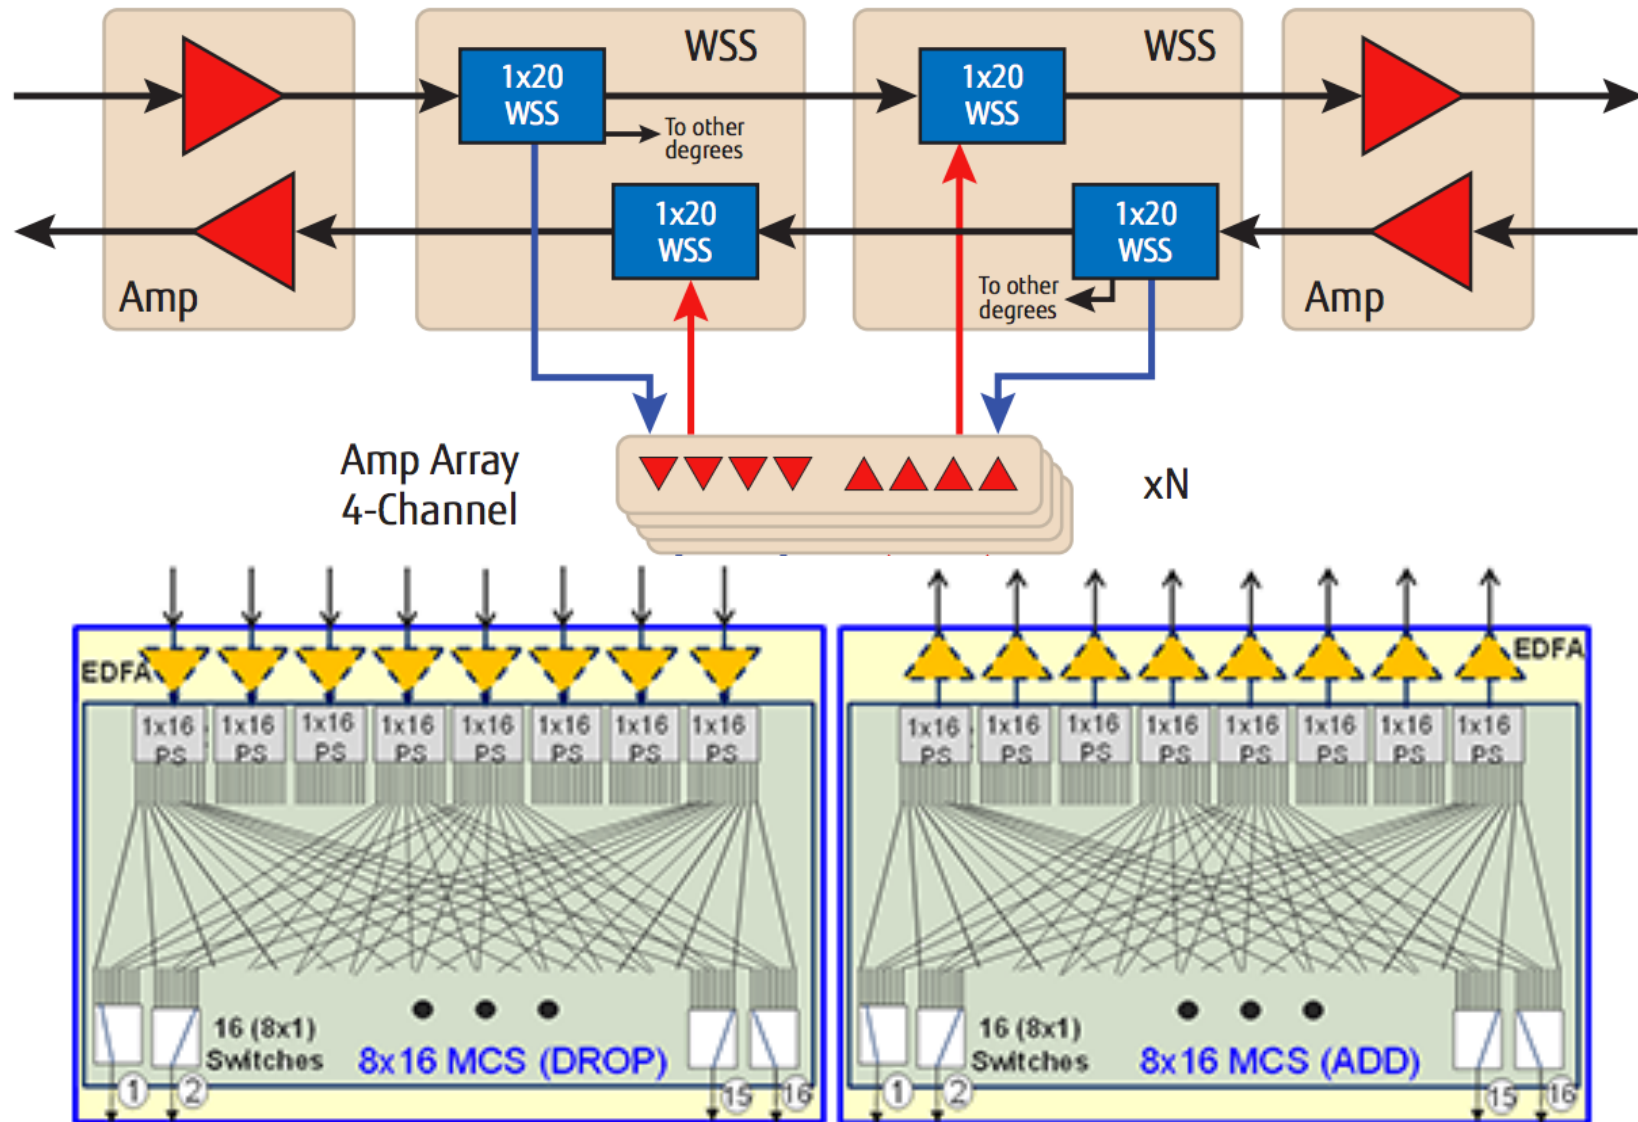 WSS
WSS
1x20
WSS
1x20
WSS
To other
degrees
1x20
WSS
1x20
WSS
To other
degrees
Amp
Amp
Amp Array
4-Channel
xN
EDFA
EDFA
1x16
PS
1x16
PS
1x16
PS
1x16
PS
1x16
PS
1x16
PS
1x16
PS
1x16
PS
1x16
PS
1x16
PS
1x16
PS
1x16
PS
1x16
PS
1x16
PS
1x16
PS
1x16
PS
16 (8x1)
Switches
8x16 MCS (DROP)
1
2
15
16
16 (8x1)
Switches
8x16 MCS (ADD)
1
2
15
16